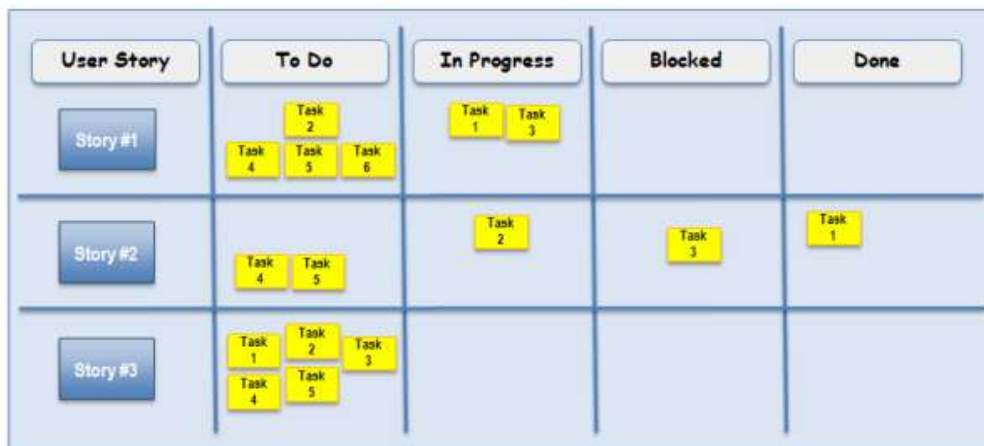 User Story
To Do
In Progress
Blocked
Done
Story #1
Task
2
Task
4
Task
5
Task
6
Task
1
Task
3
Story #2
Task
4
Task
5
Task
2
Task
3
Task
1
Story #3
Task
1
Task
2
Task
3
Task
4
Task
5